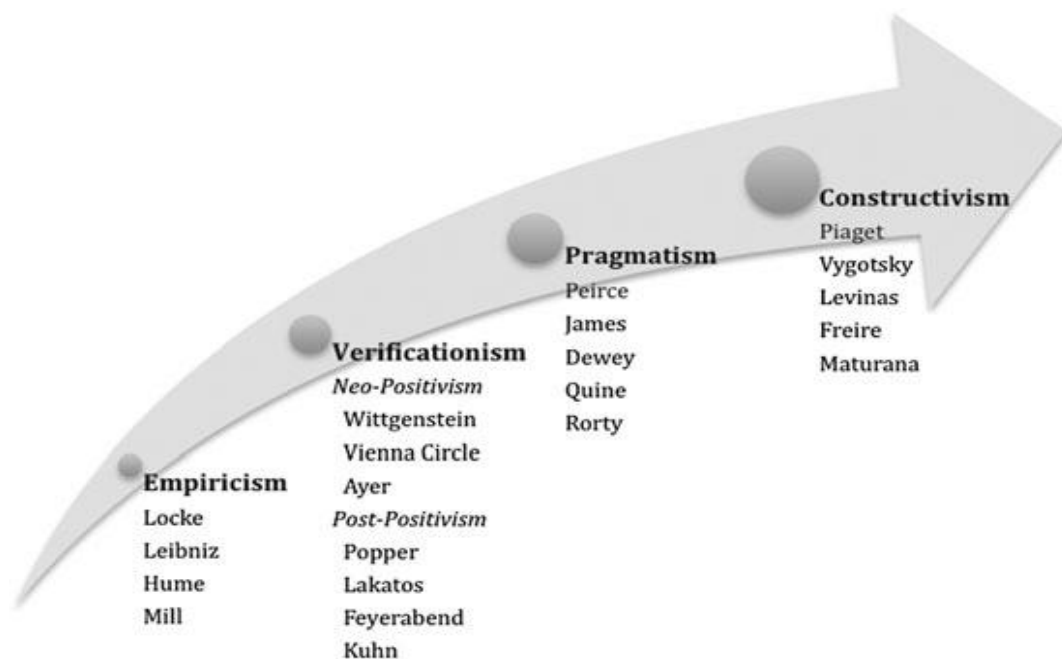 Empiricism
Locke
Leibniz
Hume
Mill
Verificationism
Neo-Positivism
Wittgenstein
Vienna Circle
Ayer
Post-Positivism
Popper
Lakatos
Feyerabend
Kuhn
Pragmatism
Peirce
James
Dewey
Quine
Rorty
Constructivism
Piaget
Vygotsky
Levinas
Freire
Maturana